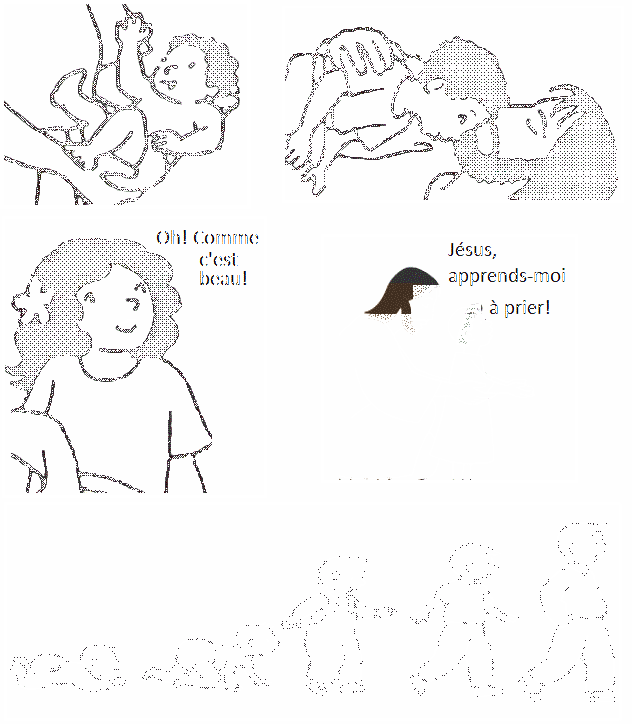 Oh! Comme
c'est
beau!
Jésus,
apprends-moi
à prier!